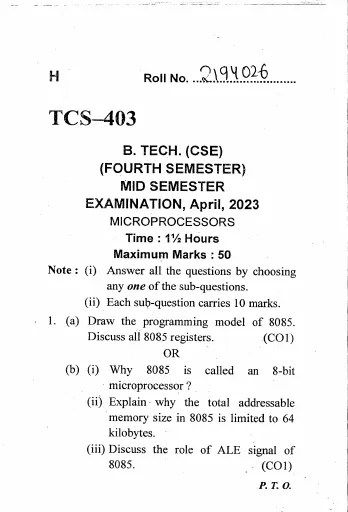 H Roll No. ...2194026...
TCS–403
B. TECH. (CSE)
(FOURTH SEMESTER)
MID SEMESTER
EXAMINATION, April, 2023
MICROPROCESSORS
Time : 1½ Hours
Maximum Marks : 50
Note : (i) Answer all the questions by choosing
any one of the sub-questions.
(ii) Each sub-question carries 10 marks.
1. (a) Draw the programming model of 8085.
Discuss all 8085 registers. (CO1)
OR
(b) (i) Why 8085 is called an 8-bit
microprocessor ?
(ii) Explain why the total addressable
memory size in 8085 is limited to 64
kilobytes.
(iii) Discuss the role of ALE signal of
8085. (CO1)
P. T. O.